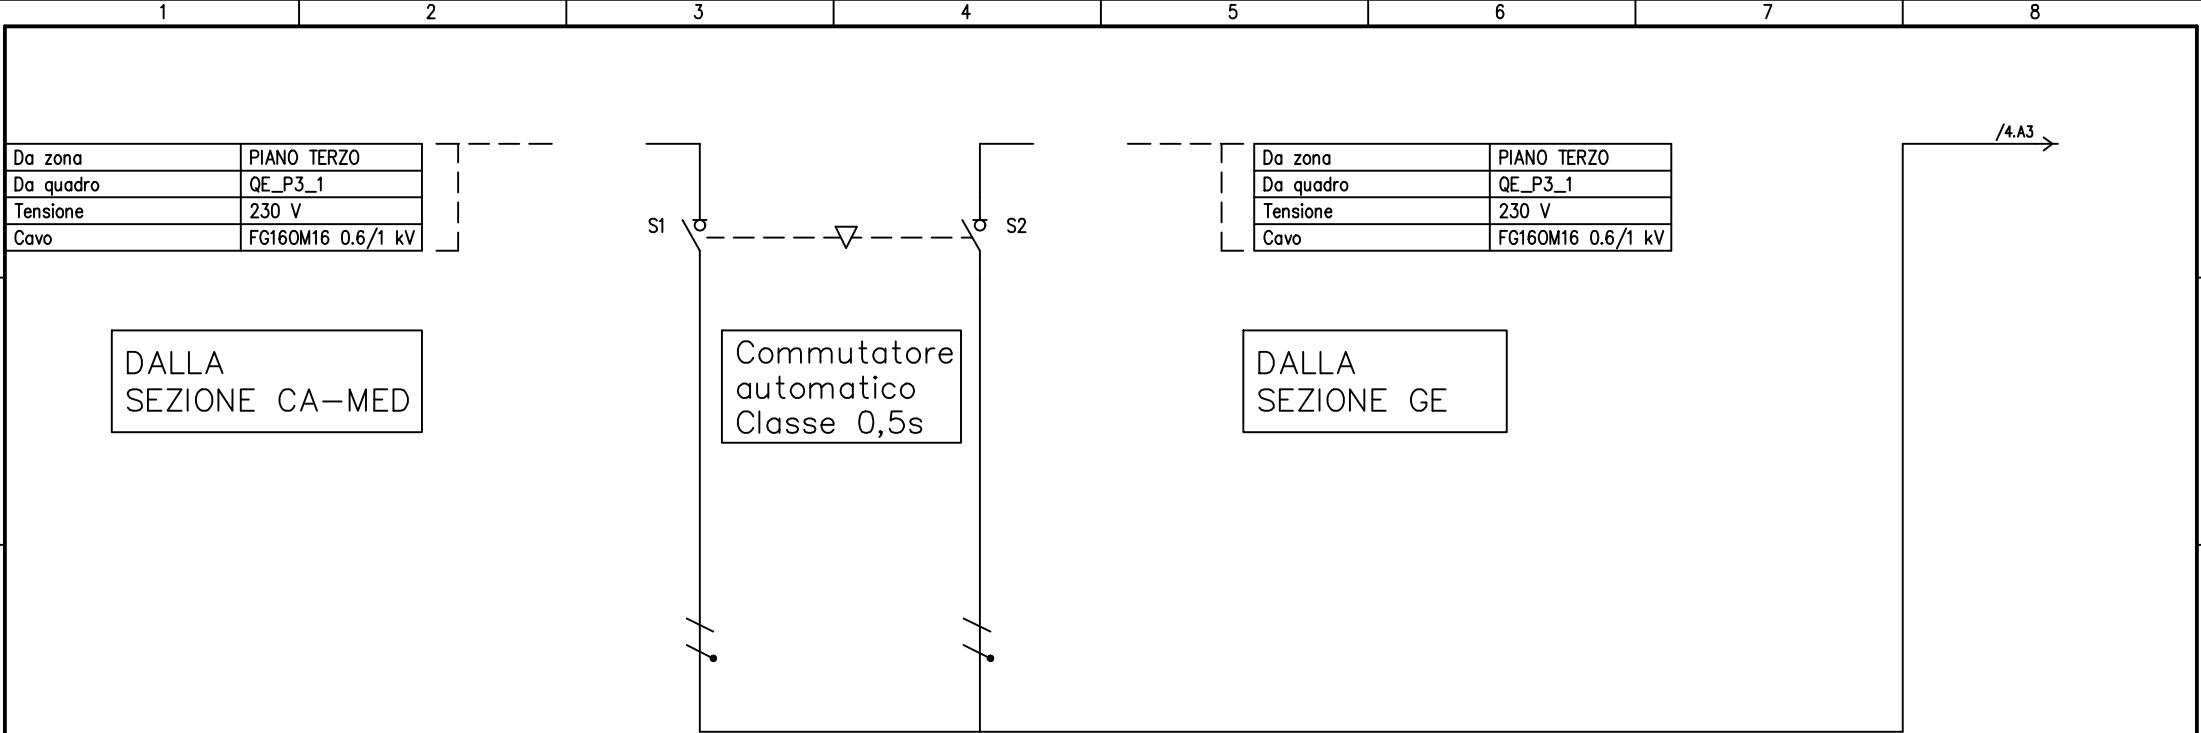 1 2 3 4 5 6 7 8
/4.A3
Da zona PIANO TERZO
Da quadro QE_P3_1
Tensione 230 V
Cavo FG16OM16 0.6/1 kV
S1
S2
Da zona PIANO TERZO
Da quadro QE_P3_1
Tensione 230 V
Cavo FG16OM16 0.6/1 kV
DALLA
SEZIONE CA-MED
Commutatore
automatico
Classe 0,5s
DALLA
SEZIONE GE